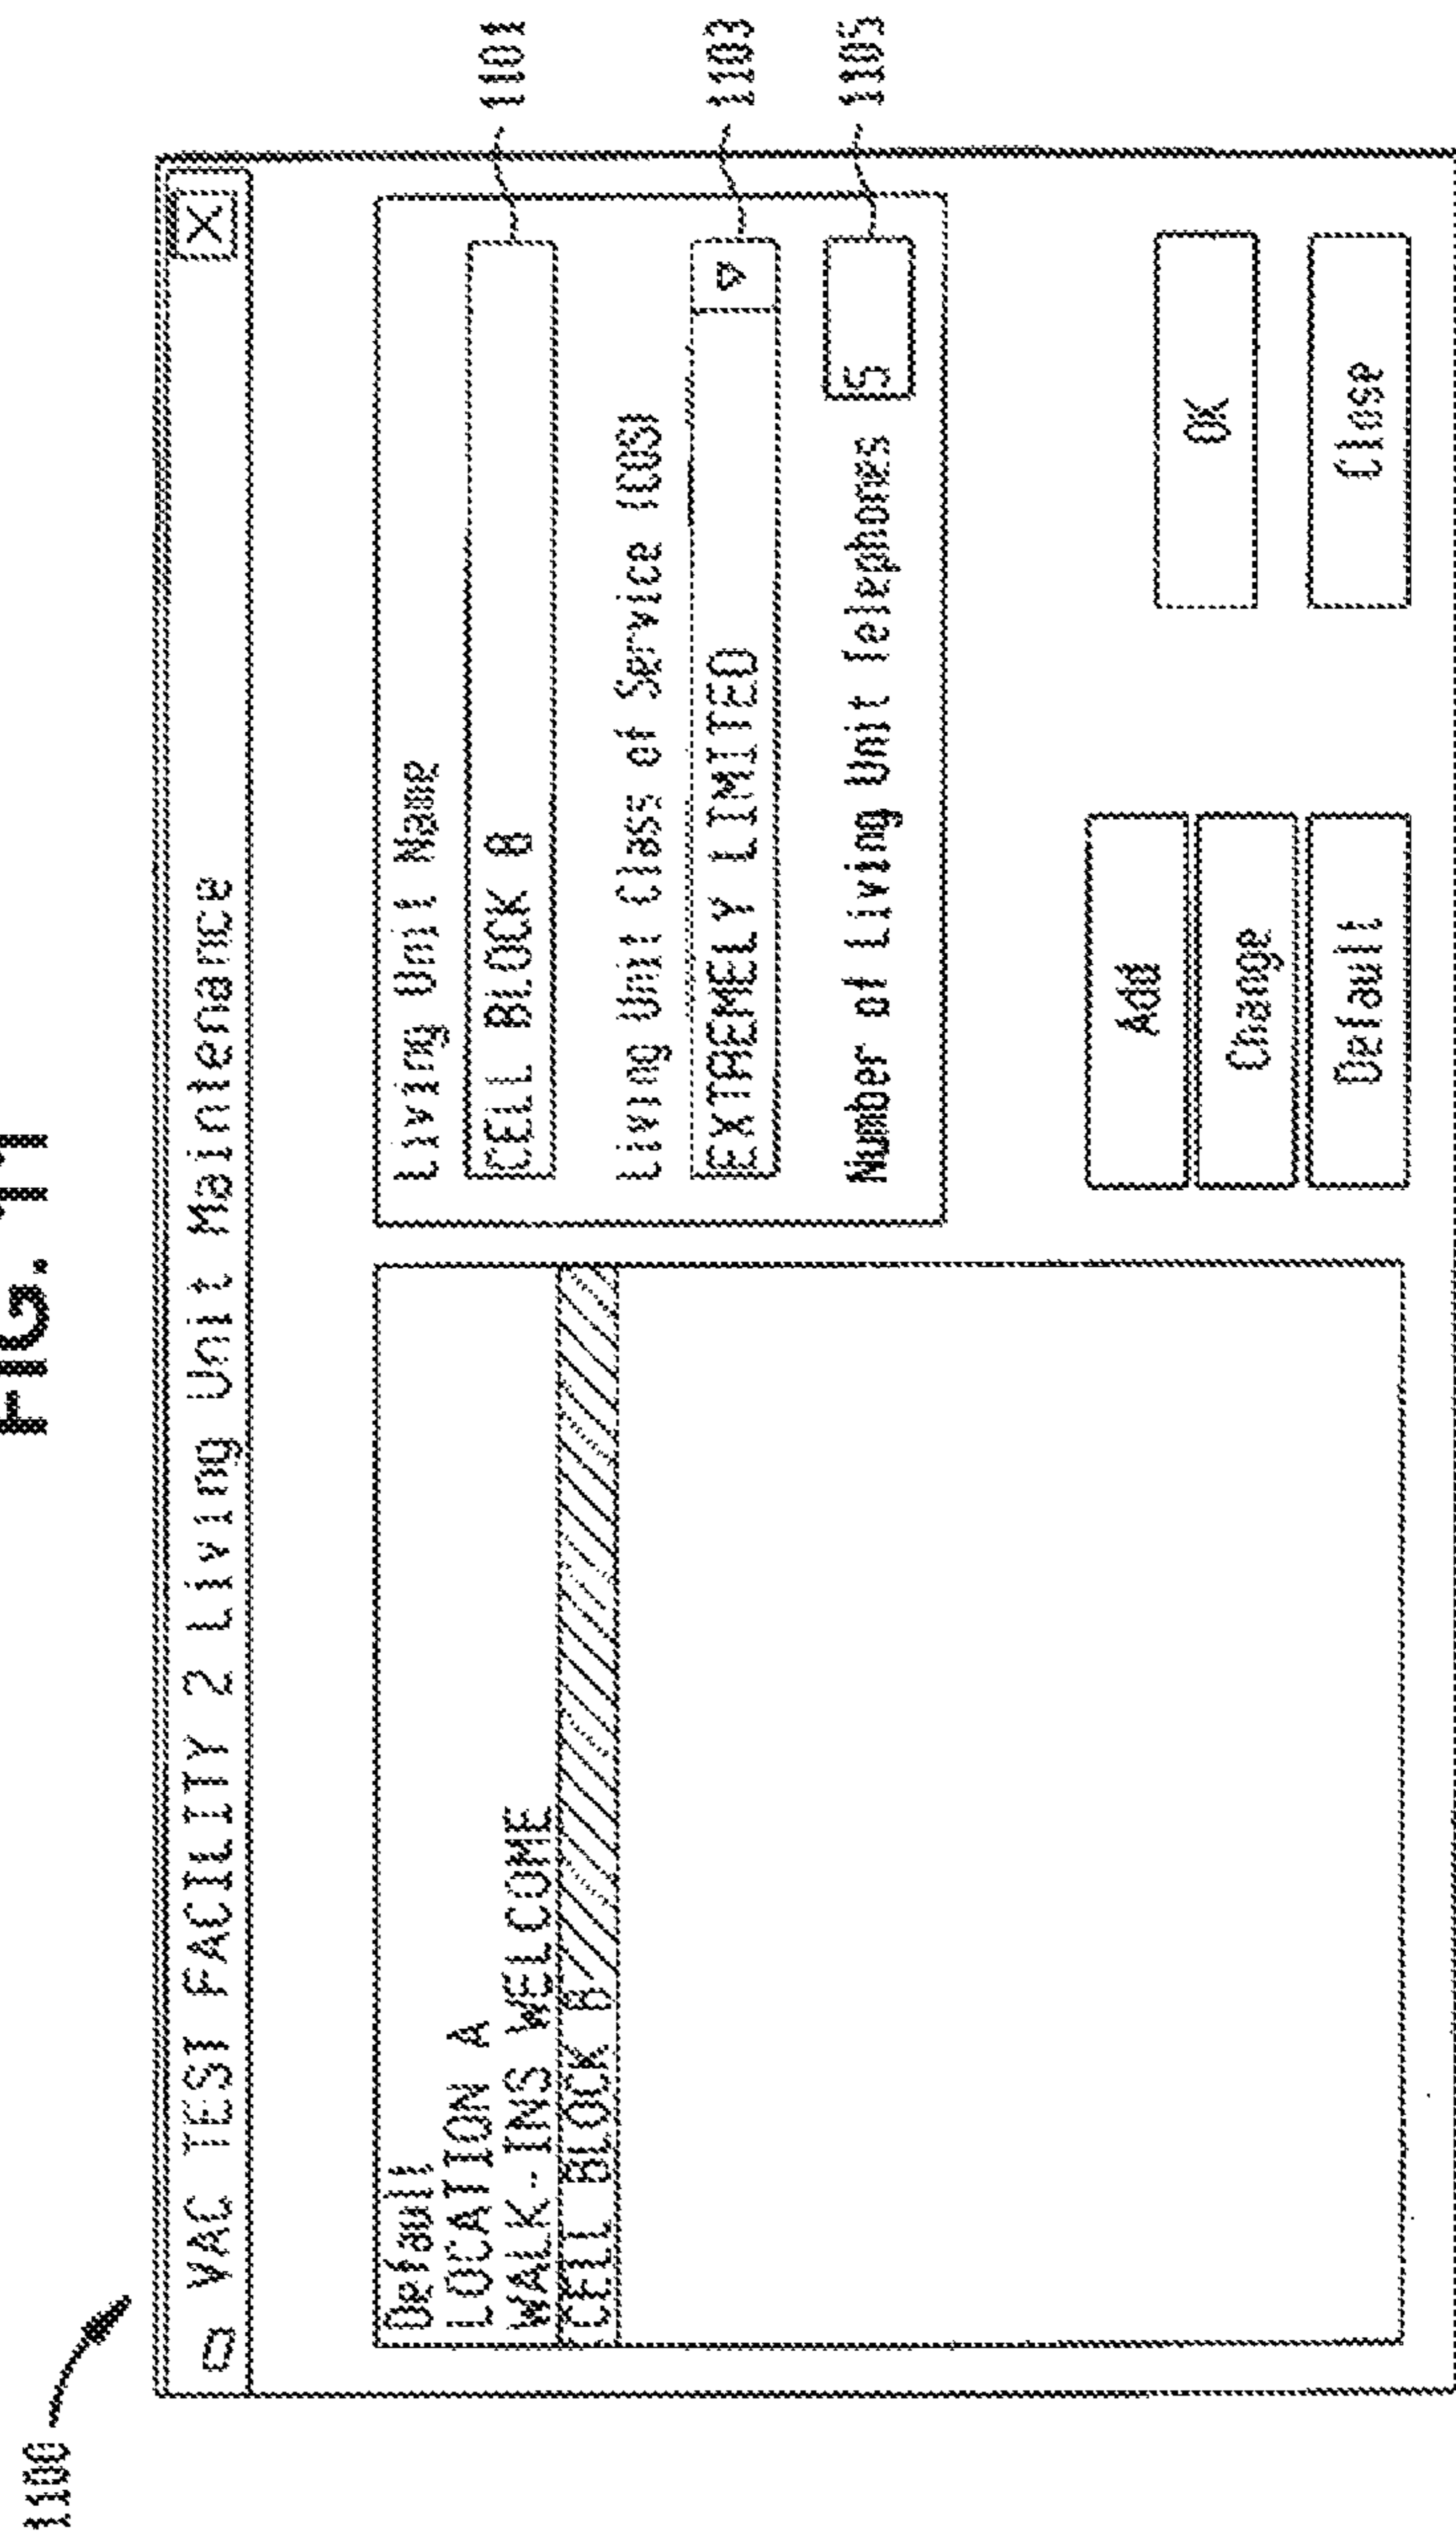 FIG. 11
1100
VAC TEST FACILITY 2 Living Unit Maintenance
X
Default
LOCATION A
WALK-INS WELCOME
CELL BLOCK B
Living Unit Name
CELL BLOCK B
1101
Living Unit Class of Service (COS)
EXTREMELY LIMITED
1103
Number of Living Unit Telephones
5
1105
Add
Change
Default
OK
Close